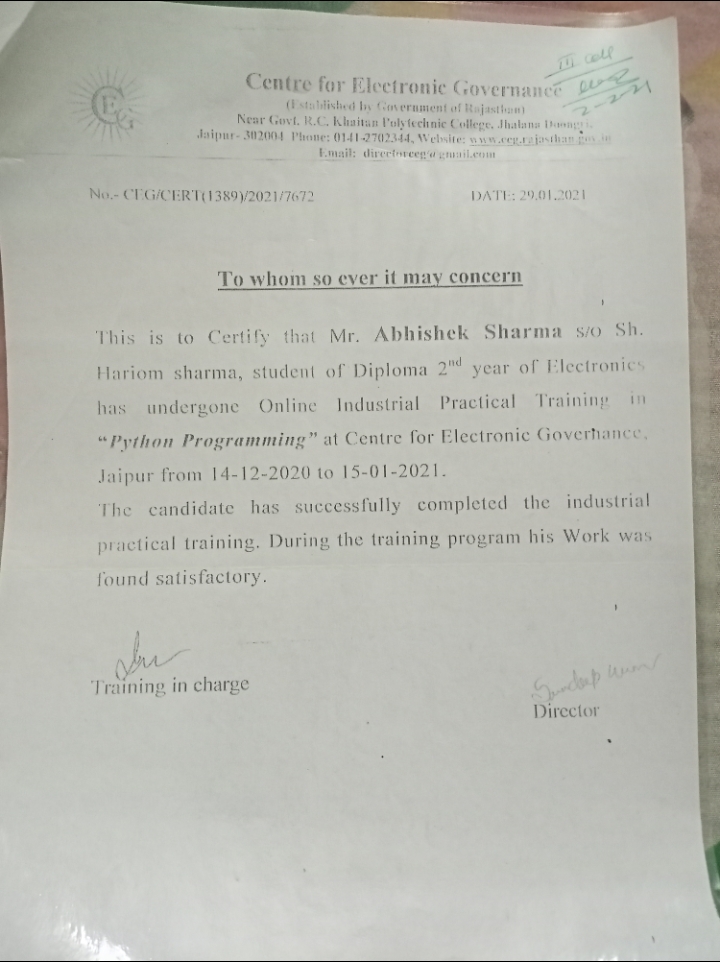 Centre for Electronic Governance
(Established by Government of Rajasthan)
Near Govt. R.C. Khaitan Polytechnic College, Jhalana Doongri,
Jaipur- 302004 Phone: 0141-2702344, Website: www.ceg.rajasthan.gov.in
Email: directorceg@gmail.com
2-2-21
No.- CEG/CERT(1389)/2021/7672 DATE: 29.01.2021
To whom so ever it may concern
This is to Certify that Mr. Abhishek Sharma s/o Sh.
Hariom sharma, student of Diploma 2nd year of Electronics
has undergone Online Industrial Practical Training in
“Python Programming” at Centre for Electronic Governance,
Jaipur from 14-12-2020 to 15-01-2021.
The candidate has successfully completed the industrial
practical training. During the training program his Work was
found satisfactory.
Training in charge
Director